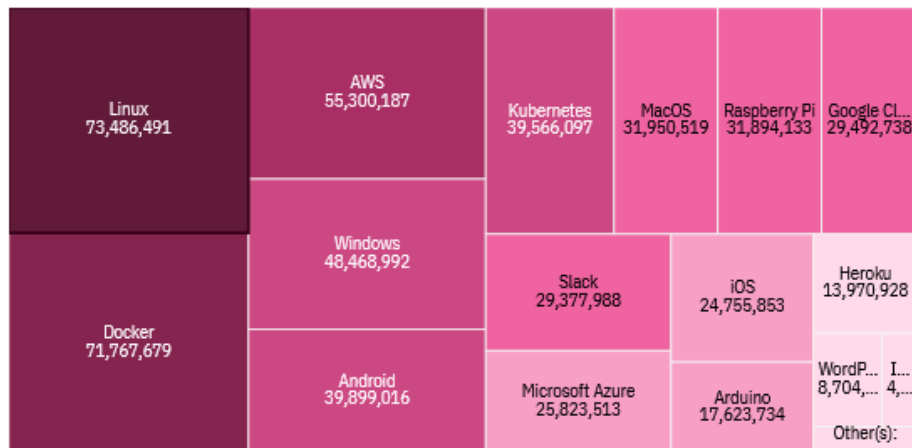 Linux
73,486,491
Docker
71,767,679
AWS
55,300,187
Windows
48,468,992
Android
39,899,016
Kubernetes
39,566,097
MacOS
31,950,519
Raspberry Pi
31,894,133
Google Cl...
29,492,738
Slack
29,377,988
Microsoft Azure
25,823,513
iOS
24,755,853
Arduino
17,623,734
Heroku
13,970,928
WordP...
8,704,...
I...
4,...
Other(s):